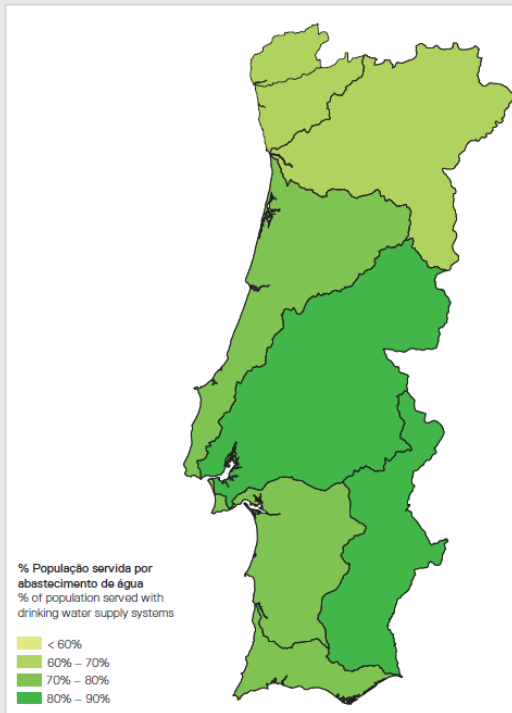 % População servida por
abastecimento de água
% of population served with
drinking water supply systems
< 60%
60% – 70%
70% – 80%
80% – 90%